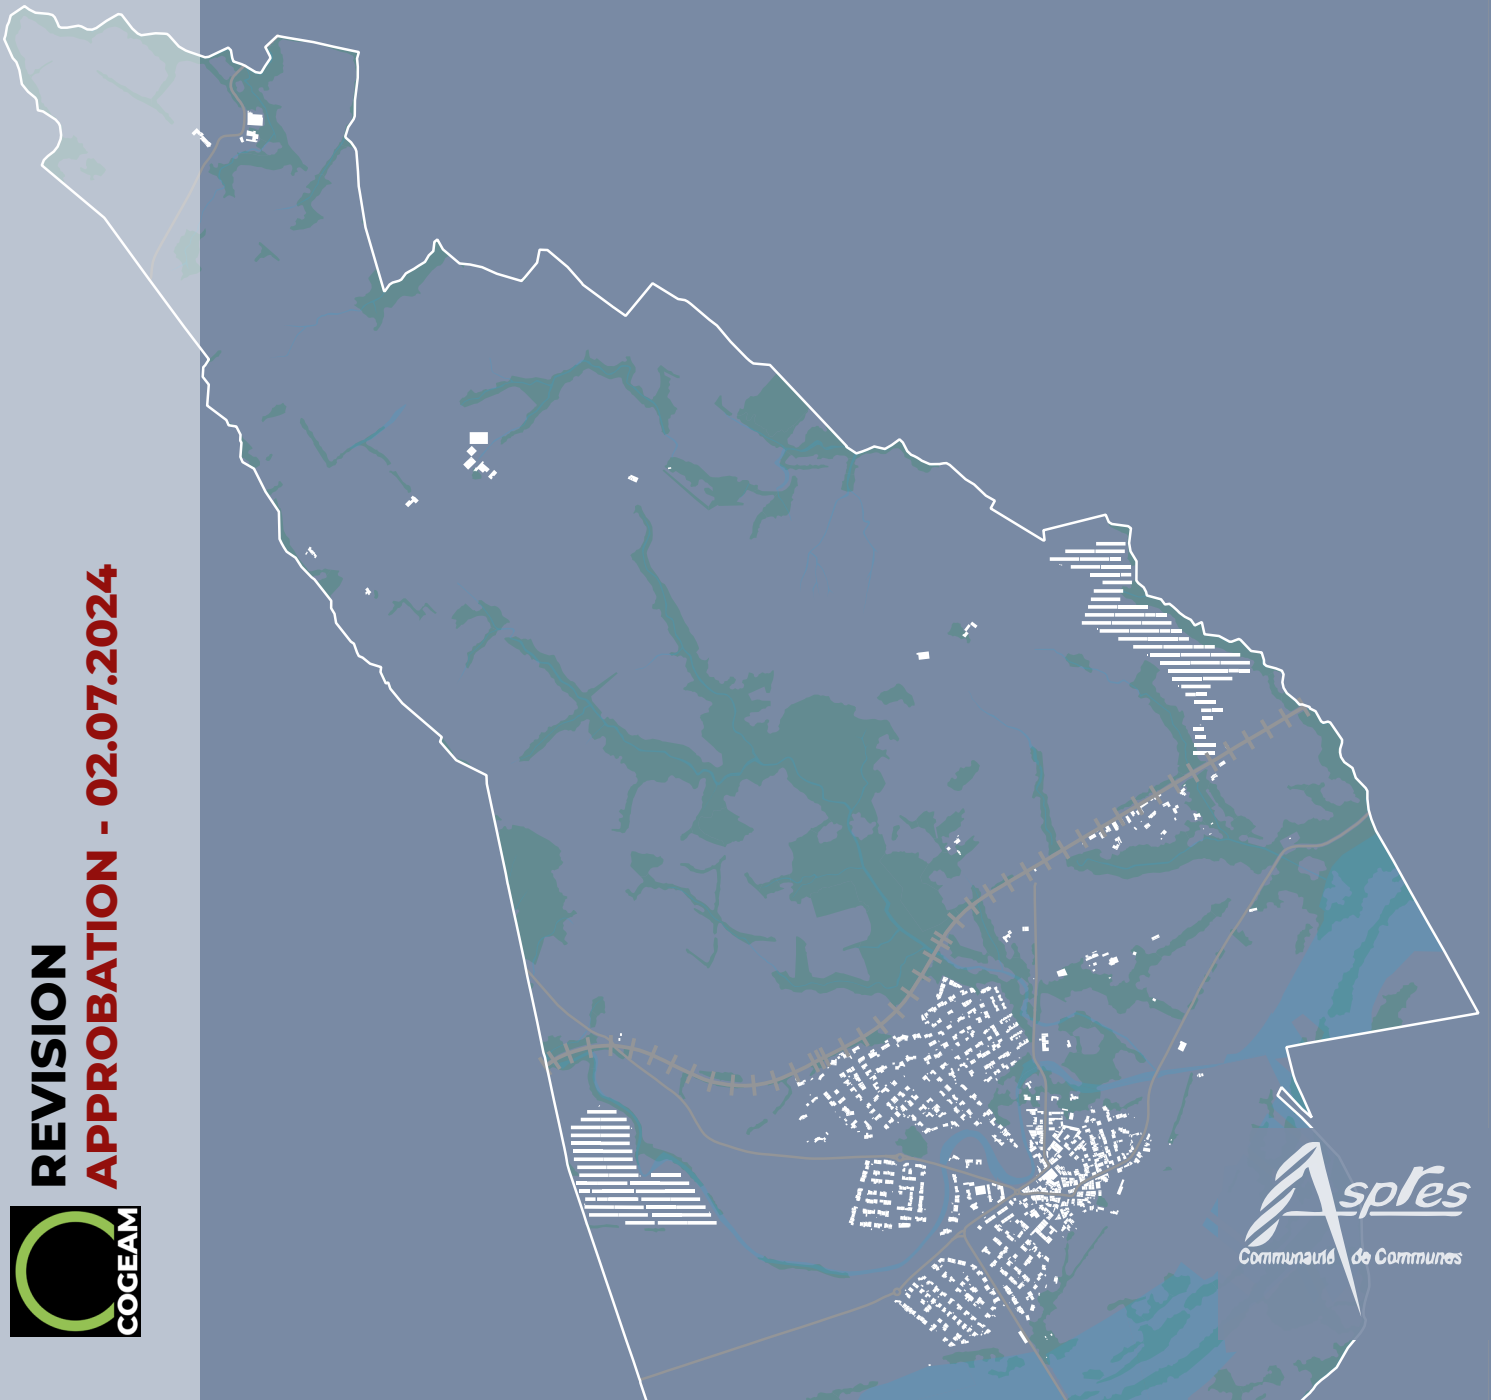 REVISION
APPROBATION - 02.07.2024
COGEAM
Aspres
Communauté de Communes